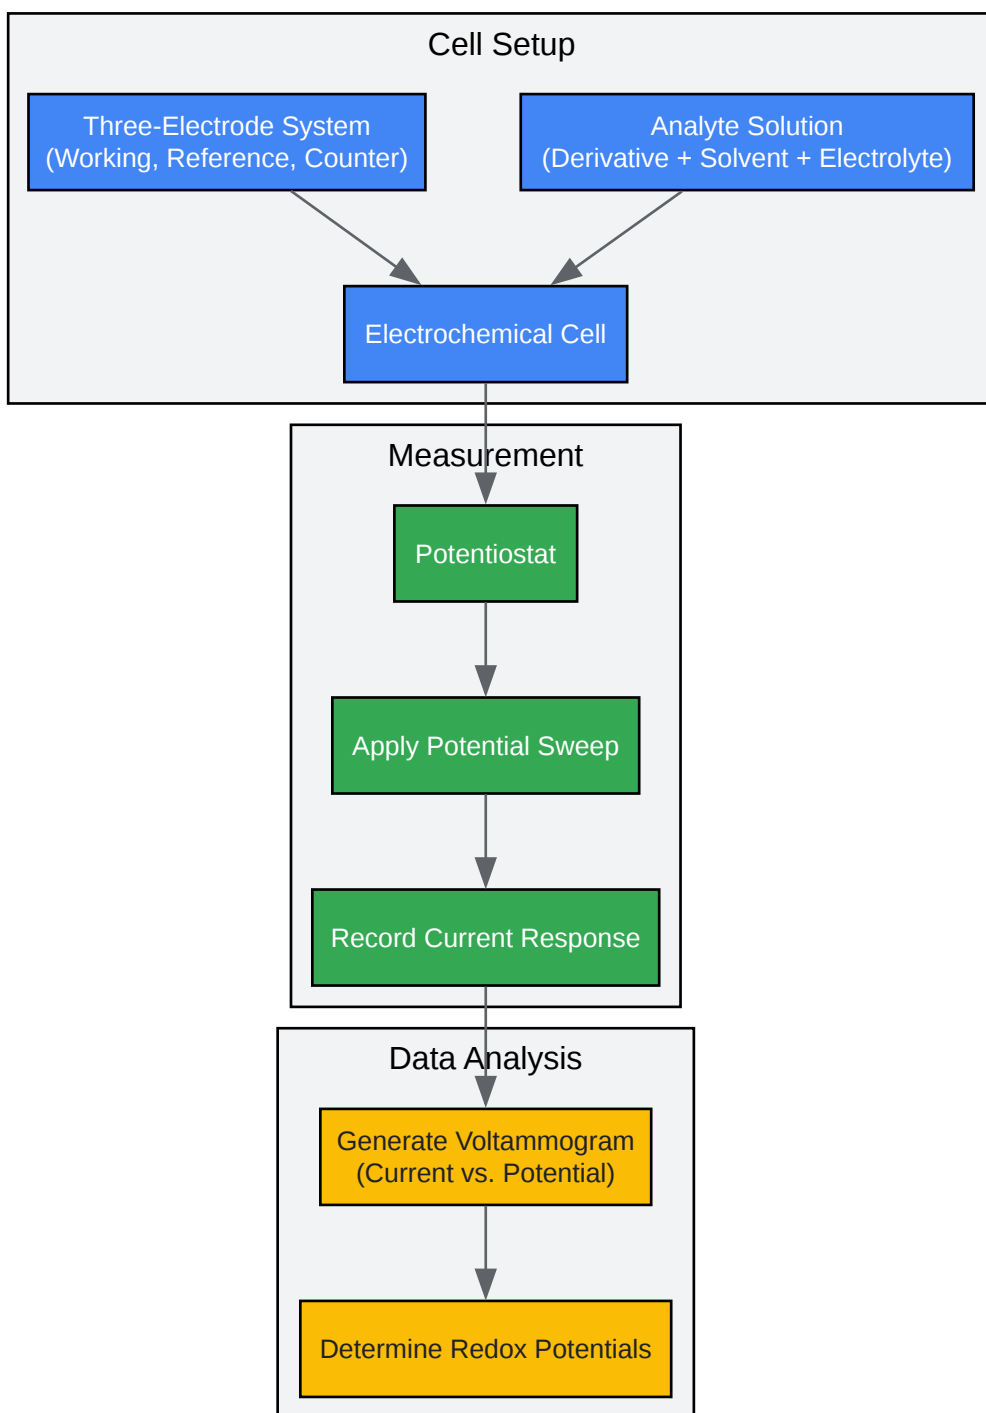 Cell Setup
Three-Electrode System
(Working, Reference, Counter)
Analyte Solution
(Derivative + Solvent + Electrolyte)
Electrochemical Cell
Measurement
Potentiostat
Apply Potential Sweep
Record Current Response
Data Analysis
Generate Voltammogram
(Current vs. Potential)
Determine Redox Potentials